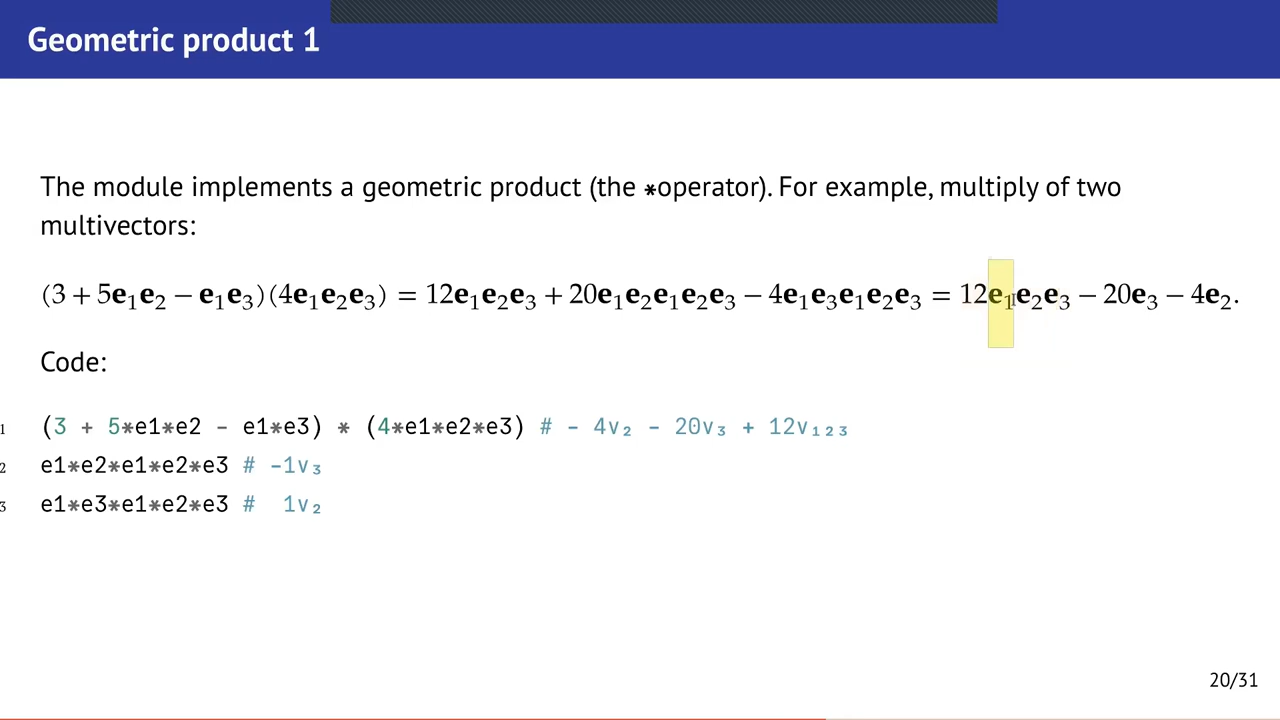 Geometric product 1
The module implements a geometric product (the *operator). For example, multiply of two
multivectors:
(3 + 5e₁e₂ − e₁e₃)(4e₁e₂e₃) = 12e₁e₂e₃ + 20e₁e₂e₁e₂e₃ − 4e₁e₃e₁e₂e₃ = 12e₁e₂e₃ − 20e₃ − 4e₂.
Code:
1 (3 + 5*e1*e2 - e1*e3) * (4*e1*e2*e3) # - 4v₂ - 20v₃ + 12v₁₂₃
2 e1*e2*e1*e2*e3 # -1v₃
3 e1*e3*e1*e2*e3 #  1v₂
20/31